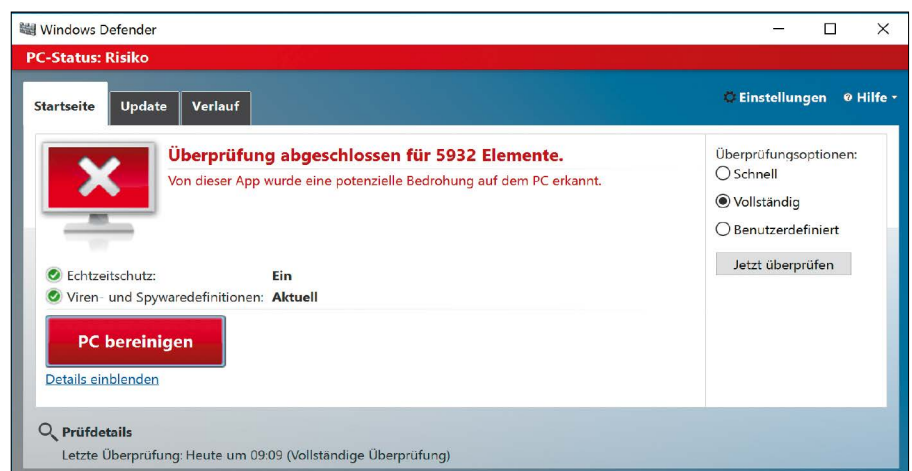 Windows Defender
PC-Status: Risiko
Startseite Update Verlauf Einstellungen Hilfe
Überprüfung abgeschlossen für 5932 Elemente.
Von dieser App wurde eine potenzielle Bedrohung auf dem PC erkannt.
Überprüfungsoptionen:
Schnell
Vollständig
Benutzerdefiniert
Jetzt überprüfen
Echtzeitschutz: Ein
Viren- und Spywaredefinitionen: Aktuell
PC bereinigen
Details einblenden
Prüfdetails
Letzte Überprüfung: Heute um 09:09 (Vollständige Überprüfung)